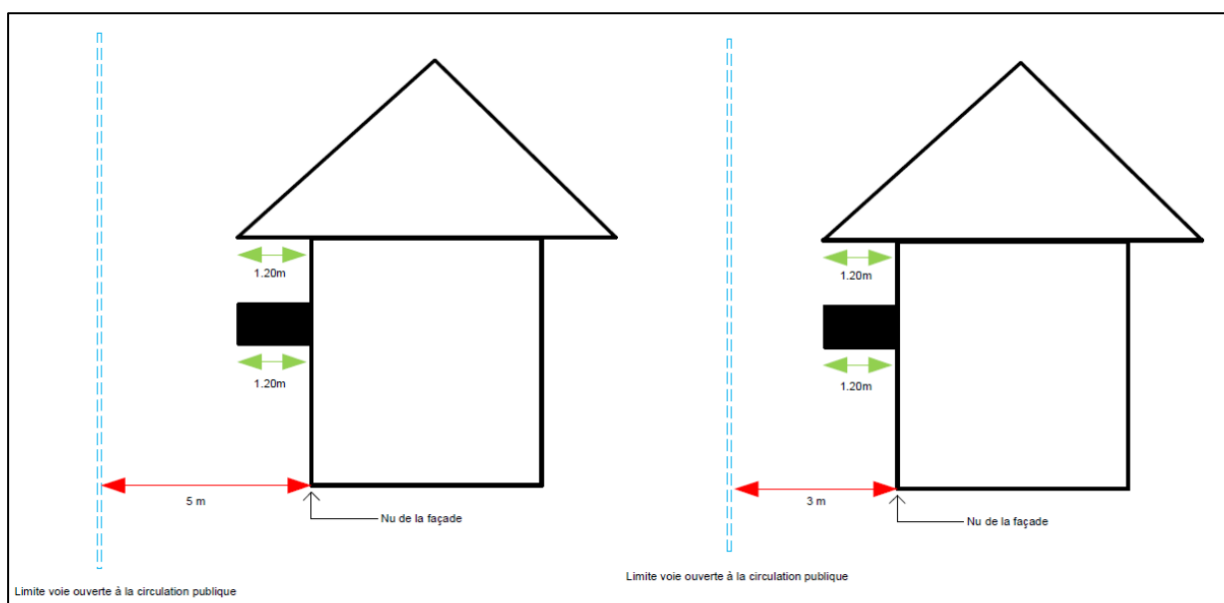 1.20m
1.20m
5 m
Nu de la façade
Limite voie ouverte à la circulation publique
1.20m
1.20m
3 m
Nu de la façade
Limite voie ouverte à la circulation publique